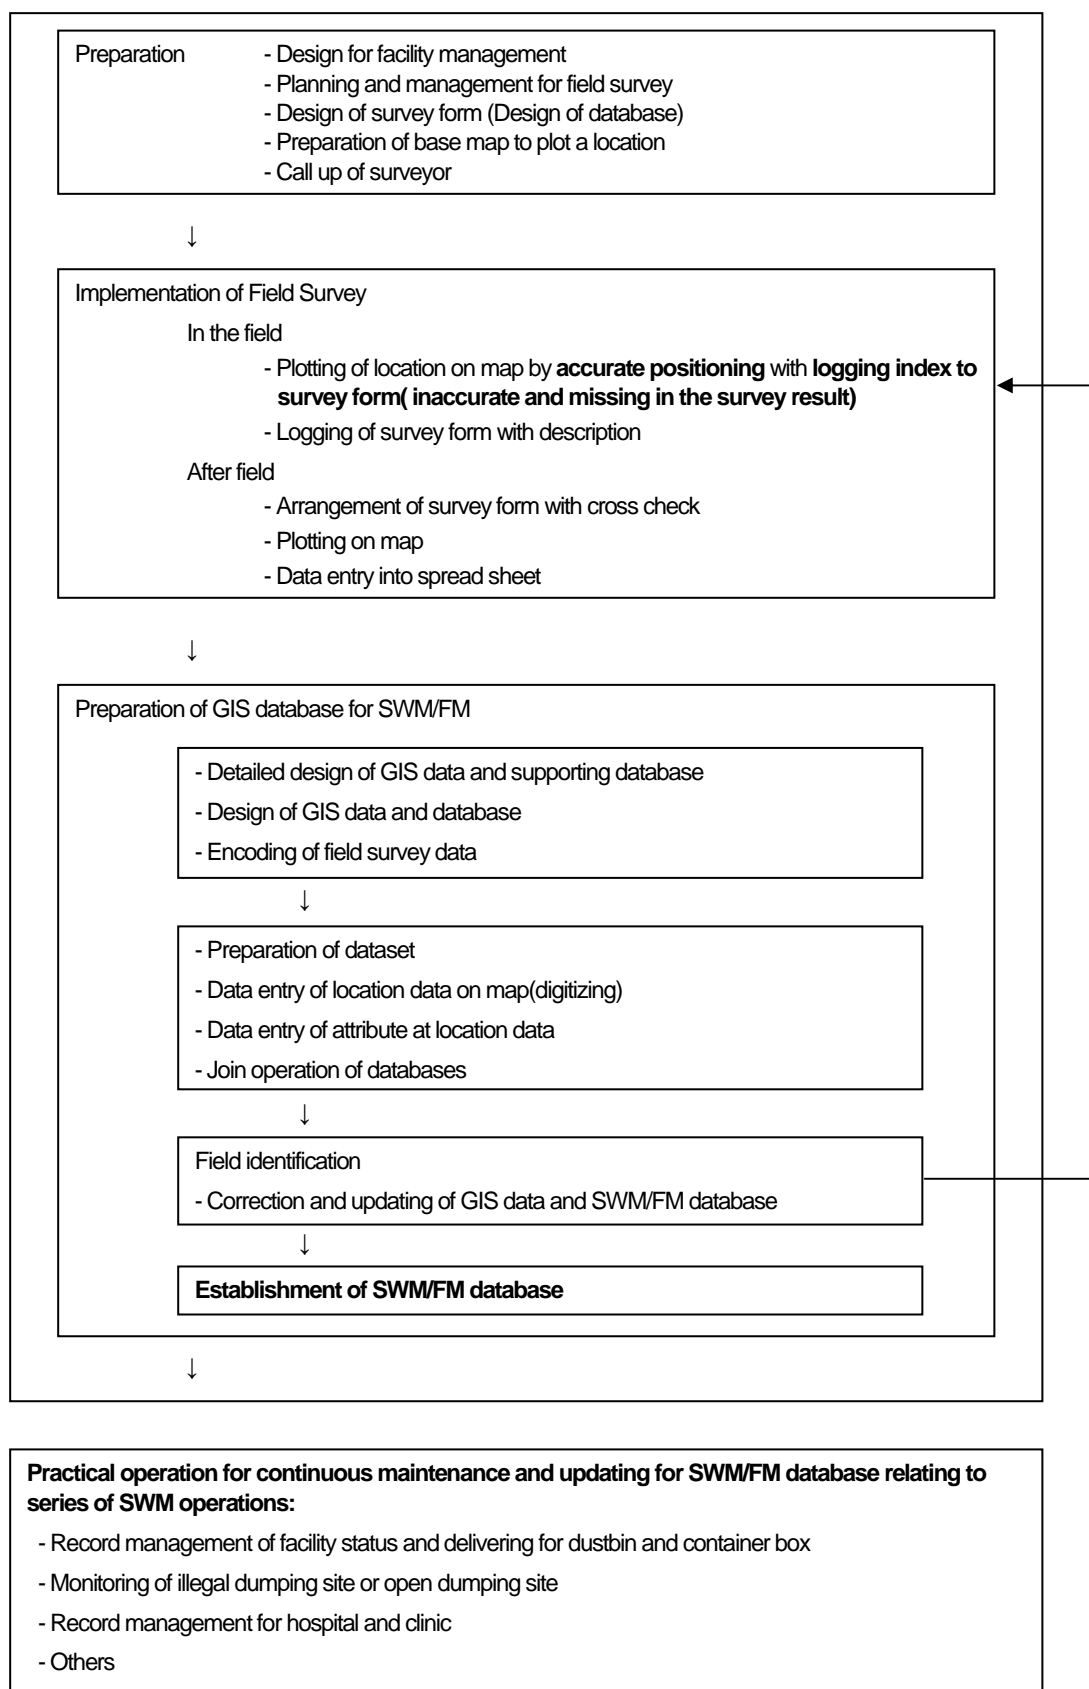 Preparation - Design for facility management
- Planning and management for field survey
- Design of survey form (Design of database)
- Preparation of base map to plot a location
- Call up of surveyor
↓
Implementation of Field Survey
In the field
- Plotting of location on map by accurate positioning with logging index to
survey form( inaccurate and missing in the survey result)
- Logging of survey form with description
After field
- Arrangement of survey form with cross check
- Plotting on map
- Data entry into spread sheet
↓
Preparation of GIS database for SWM/FM
- Detailed design of GIS data and supporting database
- Design of GIS data and database
- Encoding of field survey data
↓
- Preparation of dataset
- Data entry of location data on map(digitizing)
- Data entry of attribute at location data
- Join operation of databases
↓
Field identification
- Correction and updating of GIS data and SWM/FM database
↓
Establishment of SWM/FM database
↓
Practical operation for continuous maintenance and updating for SWM/FM database relating to
series of SWM operations:
- Record management of facility status and delivering for dustbin and container box
- Monitoring of illegal dumping site or open dumping site
- Record management for hospital and clinic
- Others